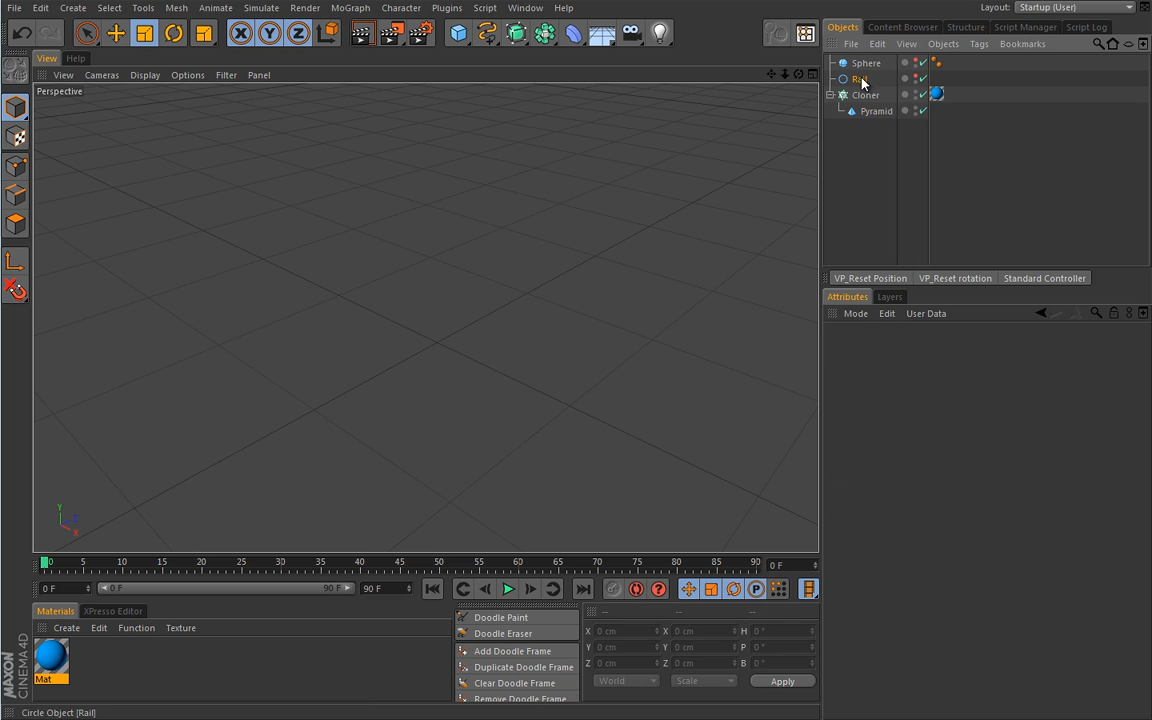 File Edit Create Select Tools Mesh Animate Simulate Render MoGraph Character Plugins Script Window Help Layout: Startup (User)
X Y Z
Objects Content Browser Structure Script Manager Script Log
File Edit View Objects Tags Bookmarks
View Help
View Cameras Display Options Filter Panel
Perspective
Sphere
Cloner
Pyramid
VP_Reset Position VP_Reset rotation Standard Controller
Attributes Layers
Mode Edit User Data
Y
Z
X
0 5 10 15 20 25 30 35 40 45 50 55 60 65 70 75 80 85 90 0 F
0 F 0 F 90 F 90 F P
Materials XPresso Editor
Create Edit Function Texture
Mat
Doodle Paint
Doodle Eraser
Add Doodle Frame
Duplicate Doodle Frame
Clear Doodle Frame
Remove Doodle Frame
-- -- --
X 0 cm X 0 cm H 0 °
Y 0 cm Y 0 cm P 0 °
Z 0 cm Z 0 cm B 0 °
World Scale Apply
MAXON
CINEMA 4D
Circle Object [Rail]